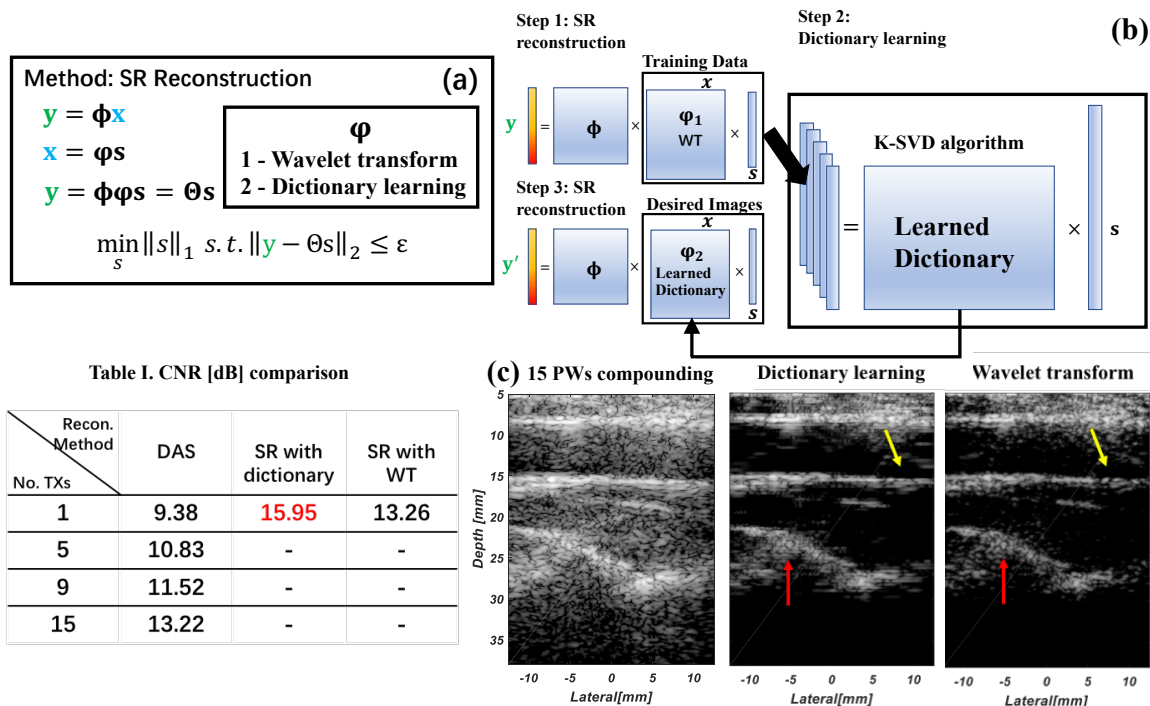 Method: SR Reconstruction
(a)
y = ϕx
x = φs
y = ϕφs = Θs
φ
1 - Wavelet transform
2 - Dictionary learning
min ‖s‖₁ s.t. ‖y − Θs‖₂ ≤ ε
s
Step 1: SR
reconstruction
Training Data
x
y = ϕ × φ₁ × 
WT
s
Step 3: SR
reconstruction
Desired Images
x
y′ = ϕ × φ₂ ×
Learned
Dictionary
s
Step 2:
Dictionary learning
(b)
K-SVD algorithm
= Learned × s
Dictionary
Table I. CNR [dB] comparison
Recon.
Method
No. TXs
DAS
SR with
dictionary
SR with
WT
1 9.38 15.95 13.26
5 10.83 - -
9 11.52 - -
15 13.22 - -
(c)
15 PWs compounding
Dictionary learning
Wavelet transform
5
10
15
20
25
30
35
Depth [mm]
-10 -5 0 5 10
Lateral[mm]
-10 -5 0 5 10
Lateral[mm]
-10 -5 0 5 10
Lateral[mm]